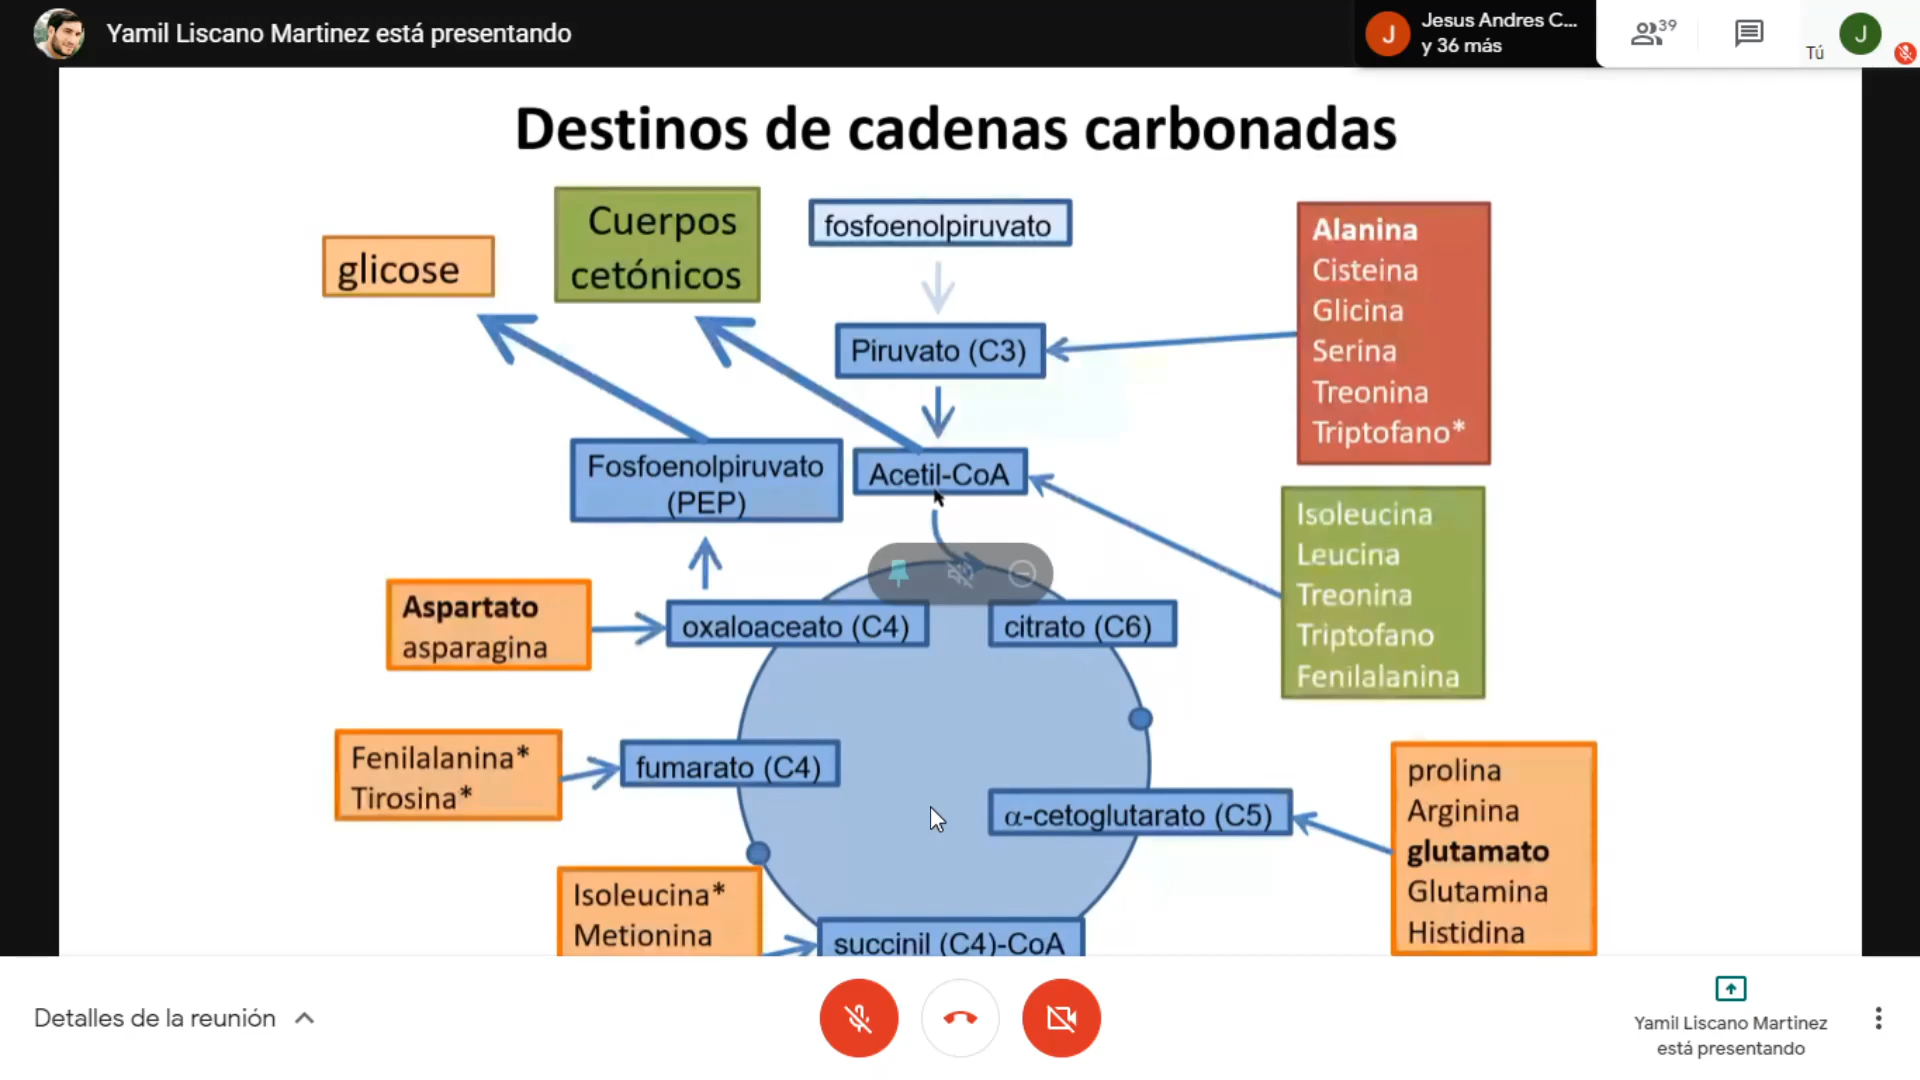 Yamil Liscano Martinez está presentando
J
Jesus Andres C...
y 36 más
39
Tú
J
Destinos de cadenas carbonadas
glicose
Cuerpos
cetónicos
fosfoenolpiruvato
Piruvato (C3)
Alanina
Cisteina
Glicina
Serina
Treonina
Triptofano*
Fosfoenolpiruvato
(PEP)
Acetil-CoA
Isoleucina
Leucina
Treonina
Triptofano
Fenilalanina
Aspartato
asparagina
oxaloaceato (C4)
citrato (C6)
Fenilalanina*
Tirosina*
fumarato (C4)
α-cetoglutarato (C5)
prolina
Arginina
glutamato
Glutamina
Histidina
Isoleucina*
Metionina
succinil (C4)-CoA
Detalles de la reunión
Yamil Liscano Martinez
está presentando